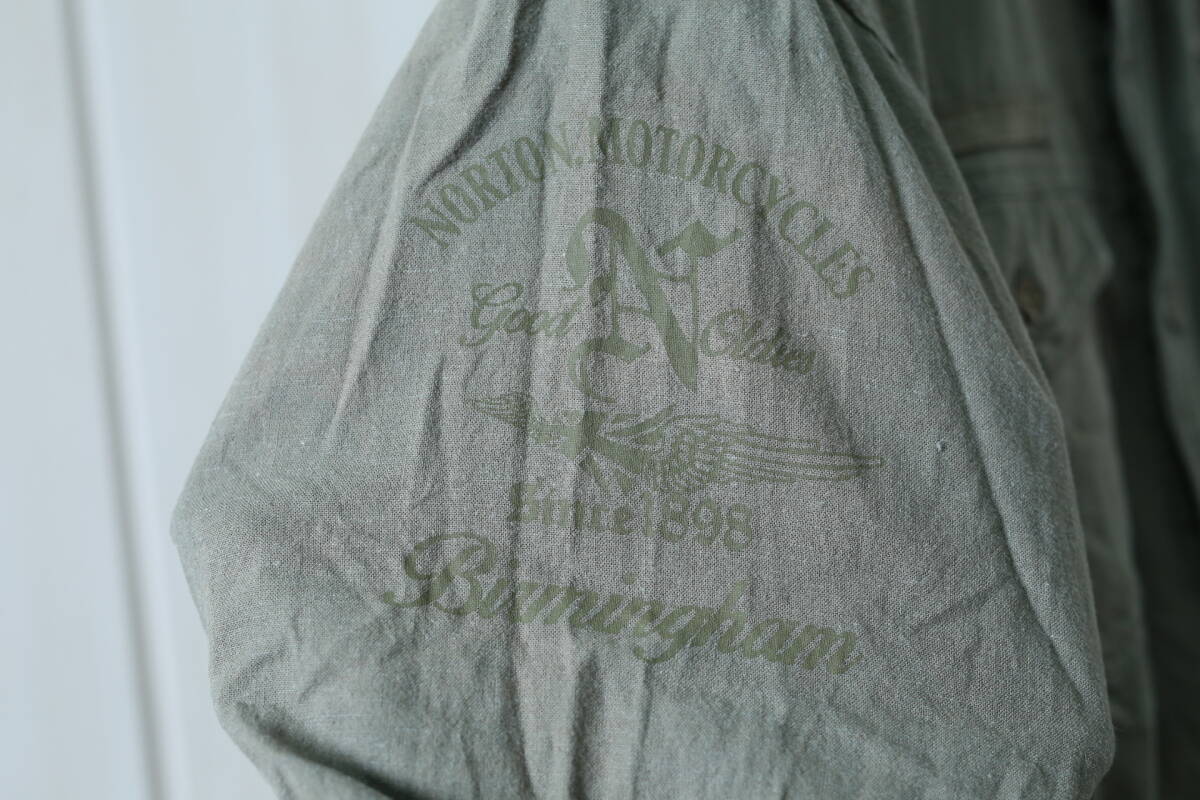 NORTON. MOTORCYCLES
N
Good Oldies
Since 1898
Birmingham